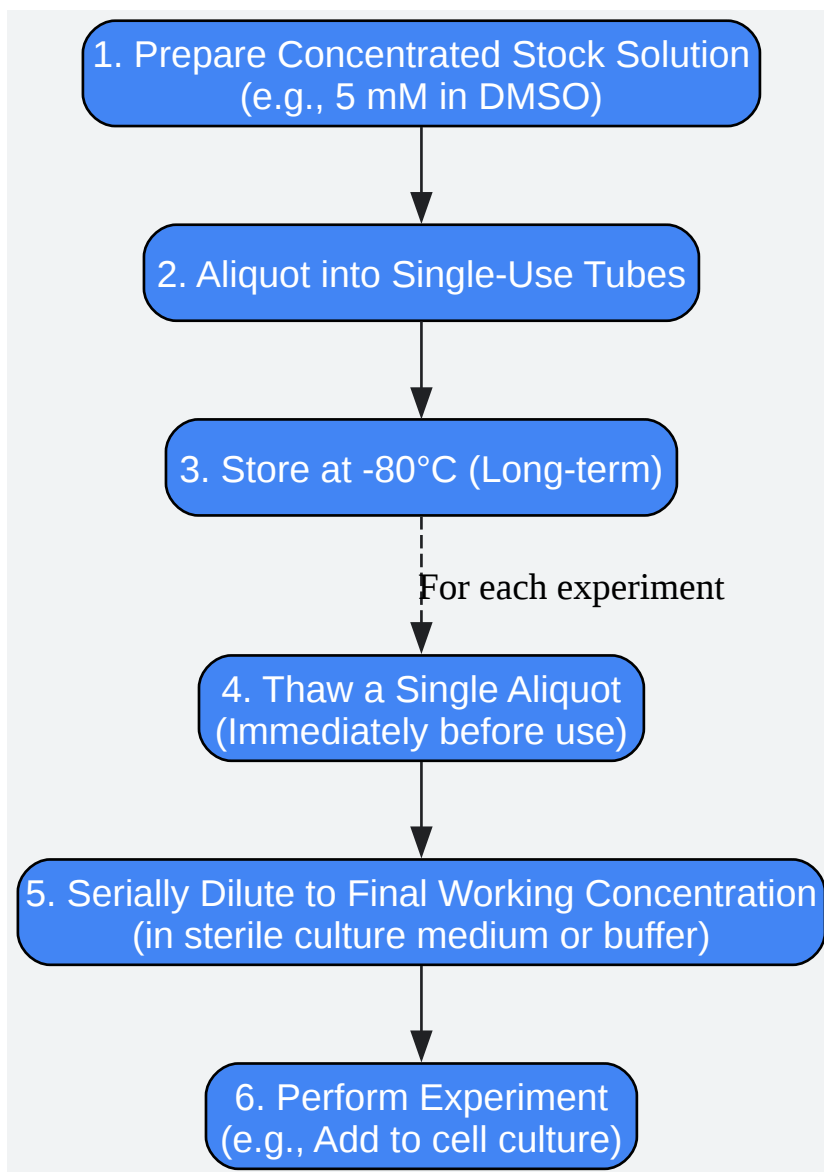 1. Prepare Concentrated Stock Solution
(e.g., 5 mM in DMSO)
2. Aliquot into Single-Use Tubes
3. Store at -80°C (Long-term)
For each experiment
4. Thaw a Single Aliquot
(Immediately before use)
5. Serially Dilute to Final Working Concentration
(in sterile culture medium or buffer)
6. Perform Experiment
(e.g., Add to cell culture)